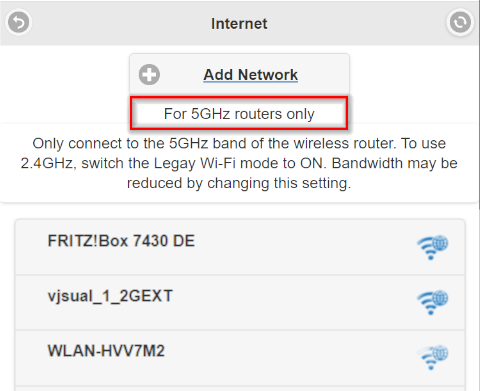 Internet
Add Network
For 5GHz routers only
Only connect to the 5GHz band of the wireless router. To use
2.4GHz, switch the Legay Wi-Fi mode to ON. Bandwidth may be
reduced by changing this setting.
FRITZ!Box 7430 DE
vjsual_1_2GEXT
WLAN-HVV7M2